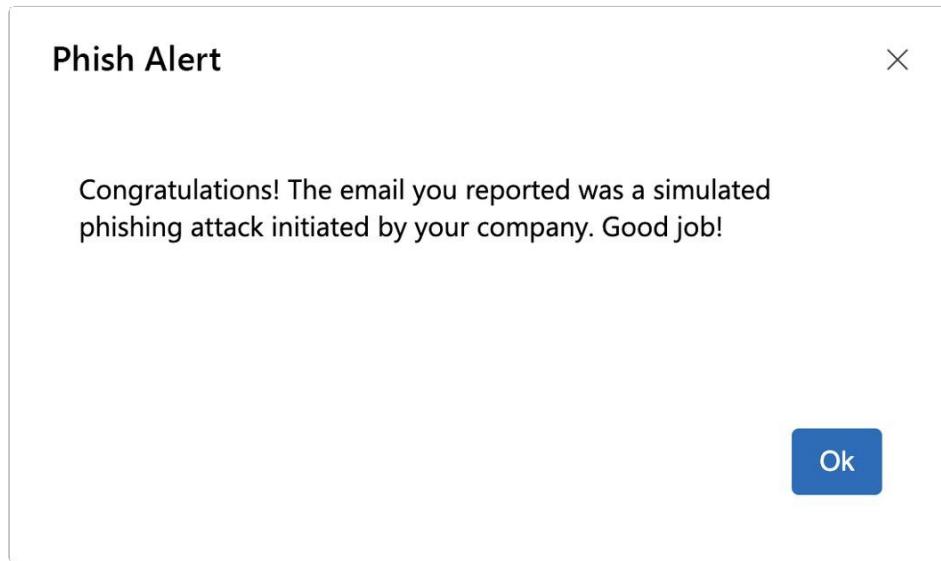 Phish Alert
Congratulations! The email you reported was a simulated
phishing attack initiated by your company. Good job!
Ok